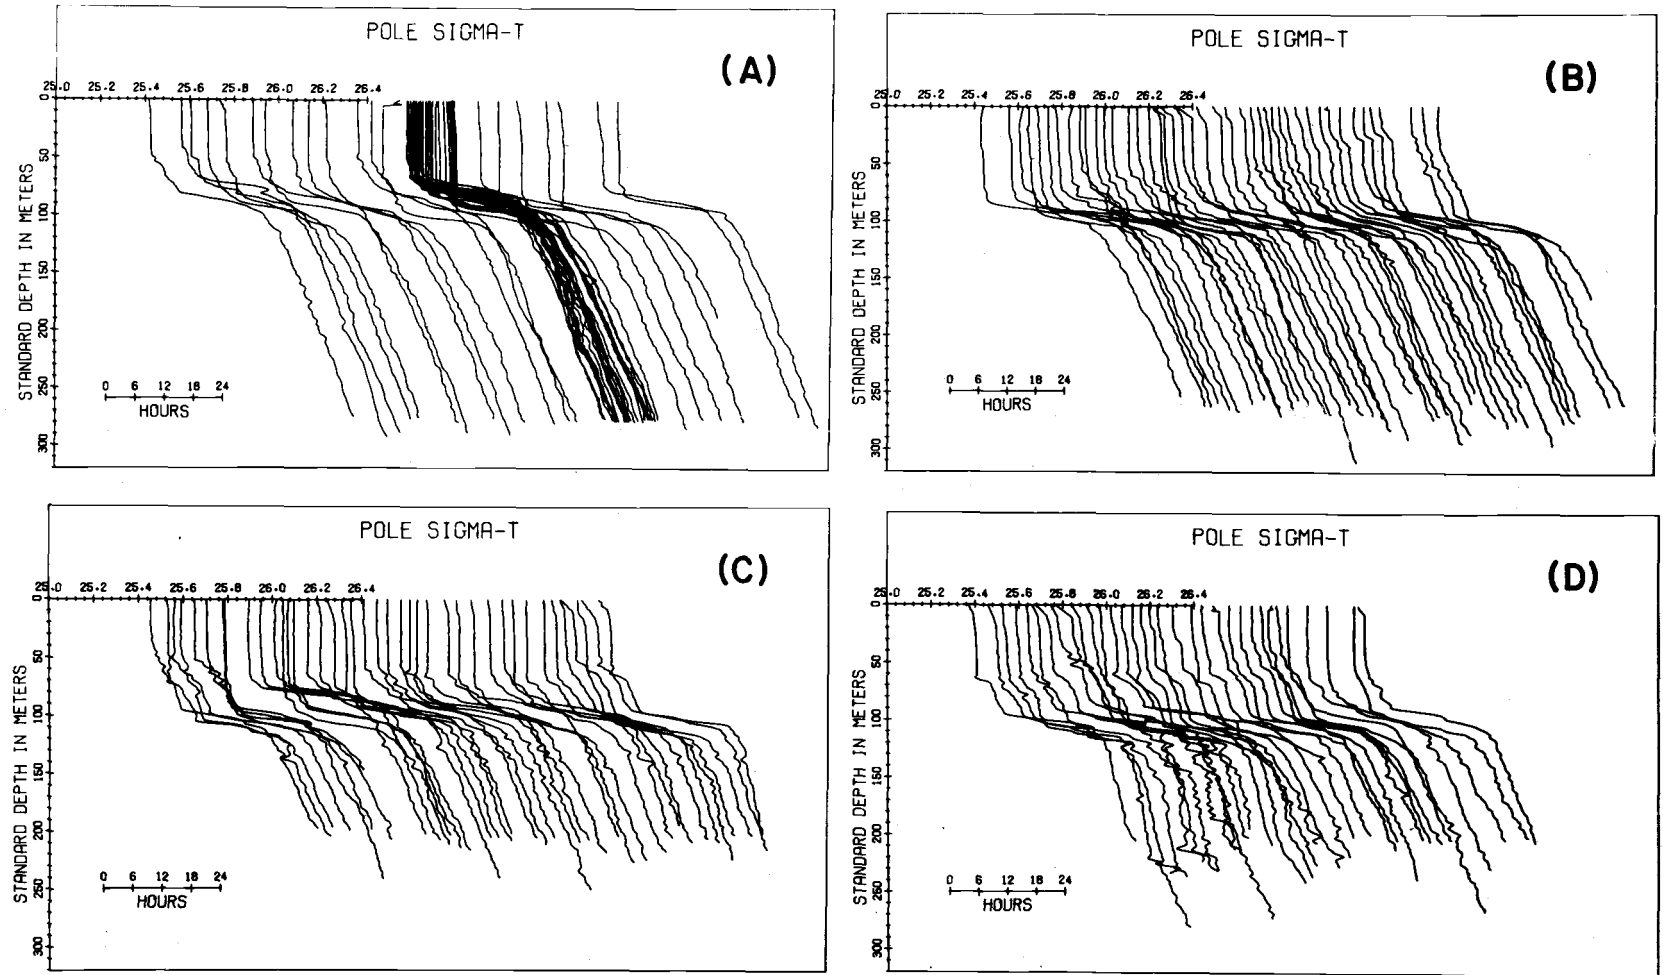 POLE SIGMA-T
(A)
25.0 25.2 25.4 25.6 25.8 26.0 26.2 26.4
0
50
100
150
200
250
300
STANDARD DEPTH IN METERS
0 6 12 18 24
HOURS
POLE SIGMA-T
(B)
25.0 25.2 25.4 25.6 25.8 26.0 26.2 26.4
0
50
100
150
200
250
300
STANDARD DEPTH IN METERS
0 6 12 18 24
HOURS
POLE SIGMA-T
(C)
25.0 25.2 25.4 25.6 25.8 26.0 26.2 26.4
0
50
100
150
200
250
300
STANDARD DEPTH IN METERS
0 6 12 18 24
HOURS
POLE SIGMA-T
(D)
25.0 25.2 25.4 25.6 25.8 26.0 26.2 26.4
0
50
100
150
200
260
300
STANDARD DEPTH IN METERS
0 6 12 18 24
HOURS